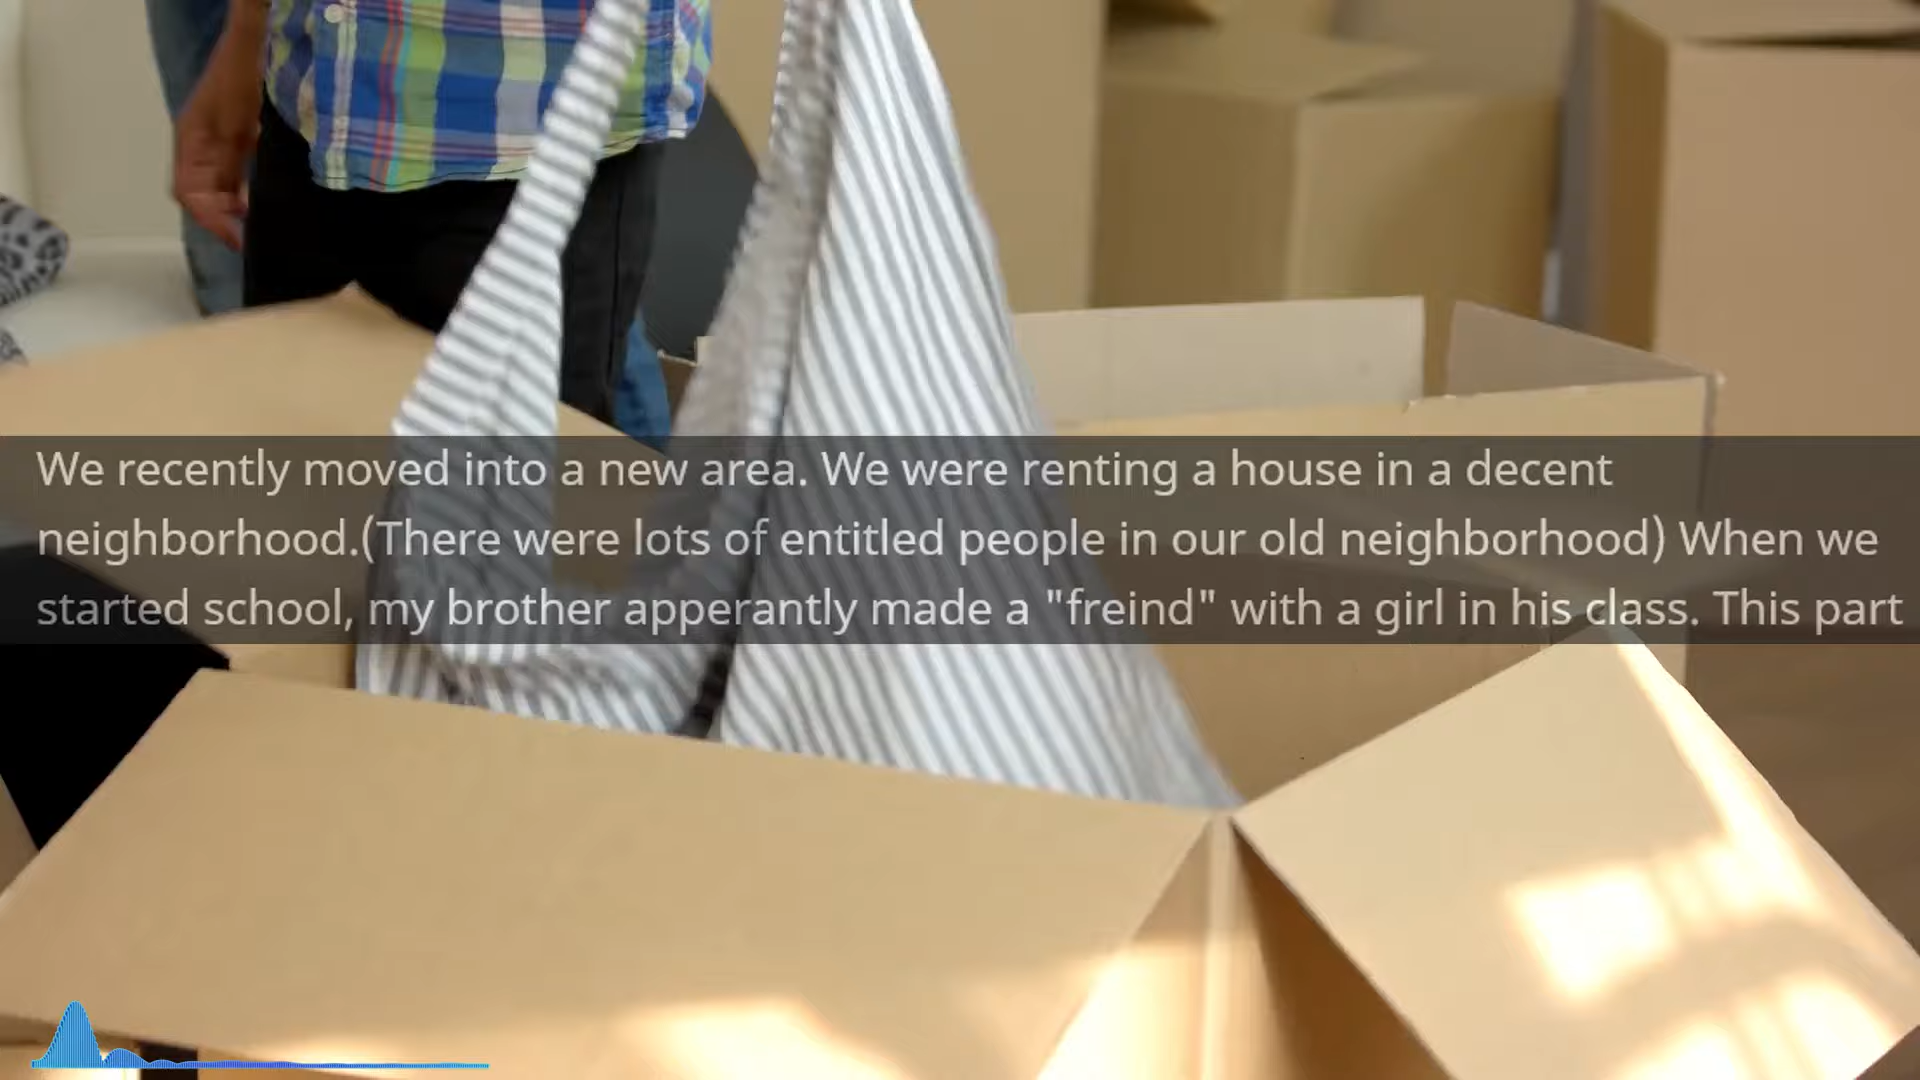 We recently moved into a new area. We were renting a house in a decent
neighborhood.(There were lots of entitled people in our old neighborhood) When we
started school, my brother apperantly made a "freind" with a girl in his class. This part